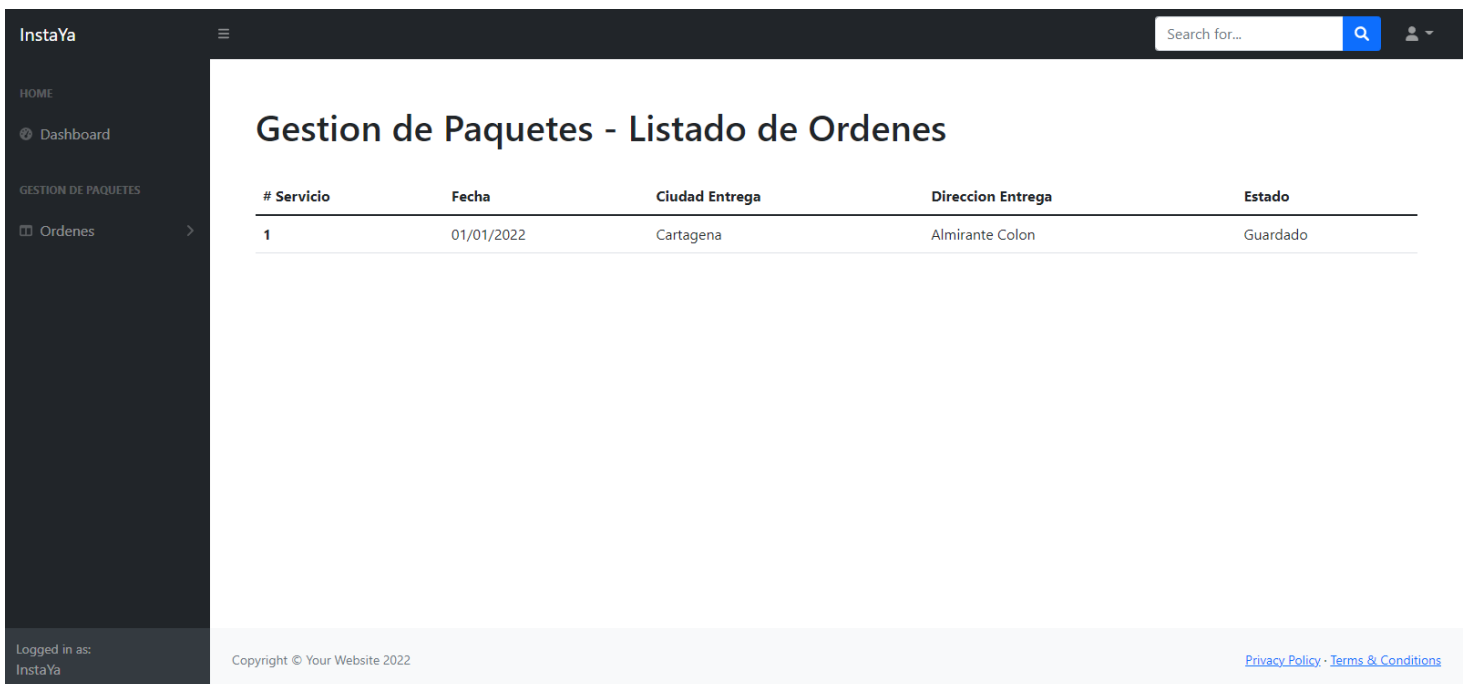 InstaYa
Search for...
HOME
Dashboard
GESTION DE PAQUETES
Ordenes
Gestion de Paquetes - Listado de Ordenes
# Servicio Fecha Ciudad Entrega Direccion Entrega Estado
1 01/01/2022 Cartagena Almirante Colon Guardado
Logged in as:
InstaYa
Copyright © Your Website 2022
Privacy Policy · Terms & Conditions